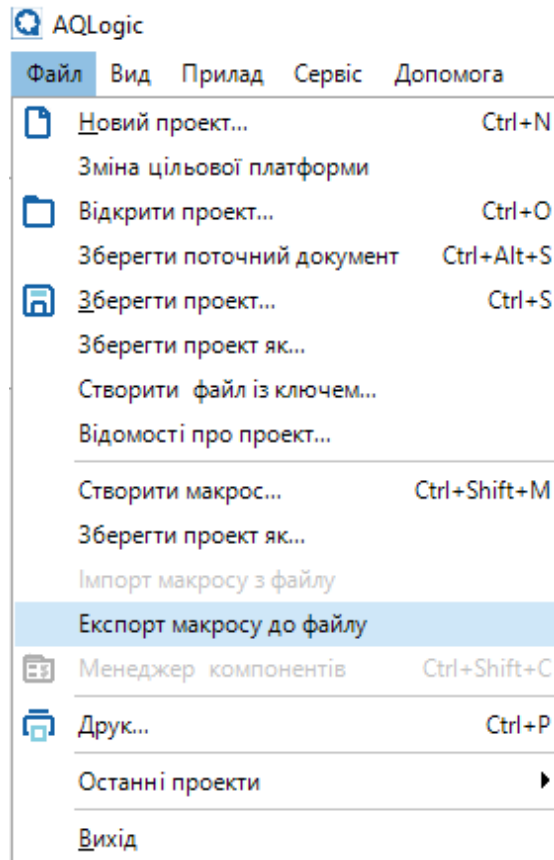 AQLogic
Файл Вид Прилад Сервіс Допомога
Новий проект... Ctrl+N
Зміна цільової платформи
Відкрити проект... Ctrl+O
Зберегти поточний документ Ctrl+Alt+S
Зберегти проект... Ctrl+S
Зберегти проект як...
Створити файл із ключем...
Відомості про проект...
Створити макрос... Ctrl+Shift+M
Зберегти проект як...
Імпорт макросу з файлу
Експорт макросу до файлу
Менеджер компонентів Ctrl+Shift+C
Друк... Ctrl+P
Останні проекти
Вихід